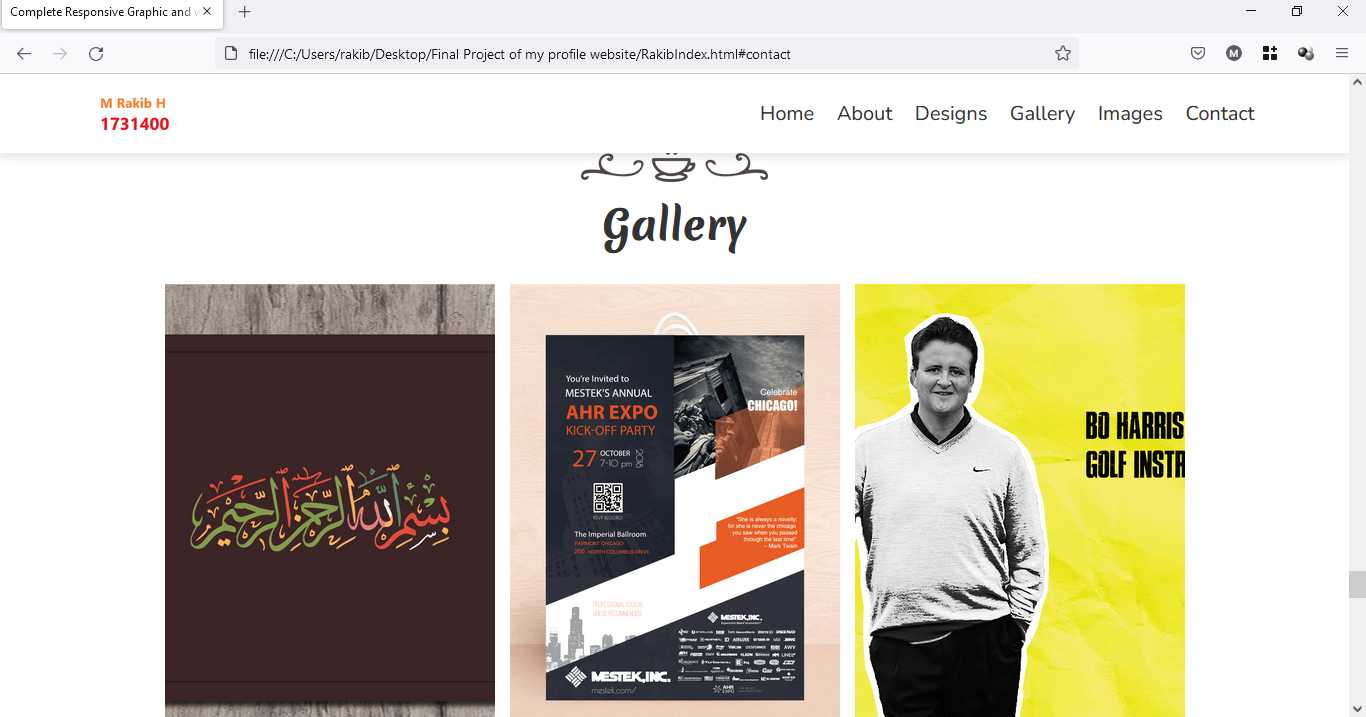 Complete Responsive Graphic and
file:///C:/Users/rakib/Desktop/Final Project of my profile website/RakibIndex.html#contact
M
M Rakib H
1731400
Home About Designs Gallery Images Contact
Gallery
بسم الله الرحمن الرحيم
You're Invited to
MESTEK'S ANNUAL
AHR EXPO
KICK-OFF PARTY
27 OCTOBER
7-10 pm
2018
The Imperial Ballroom
FAIRMONT CHICAGO
200 NORTH COLUMBUS DRIVE
Celebrate
CHICAGO!
"She is always a novelty;
for she is never the chicago
you saw when you passed
through the last time"
– Mark Twain
PROFESSIONAL CASUAL
DRESS RECOMMENDED
MESTEK, INC.
MESTEK, INC.
mestek.com/
AHR
EXPO
BO HARRIS
GOLF INSTR